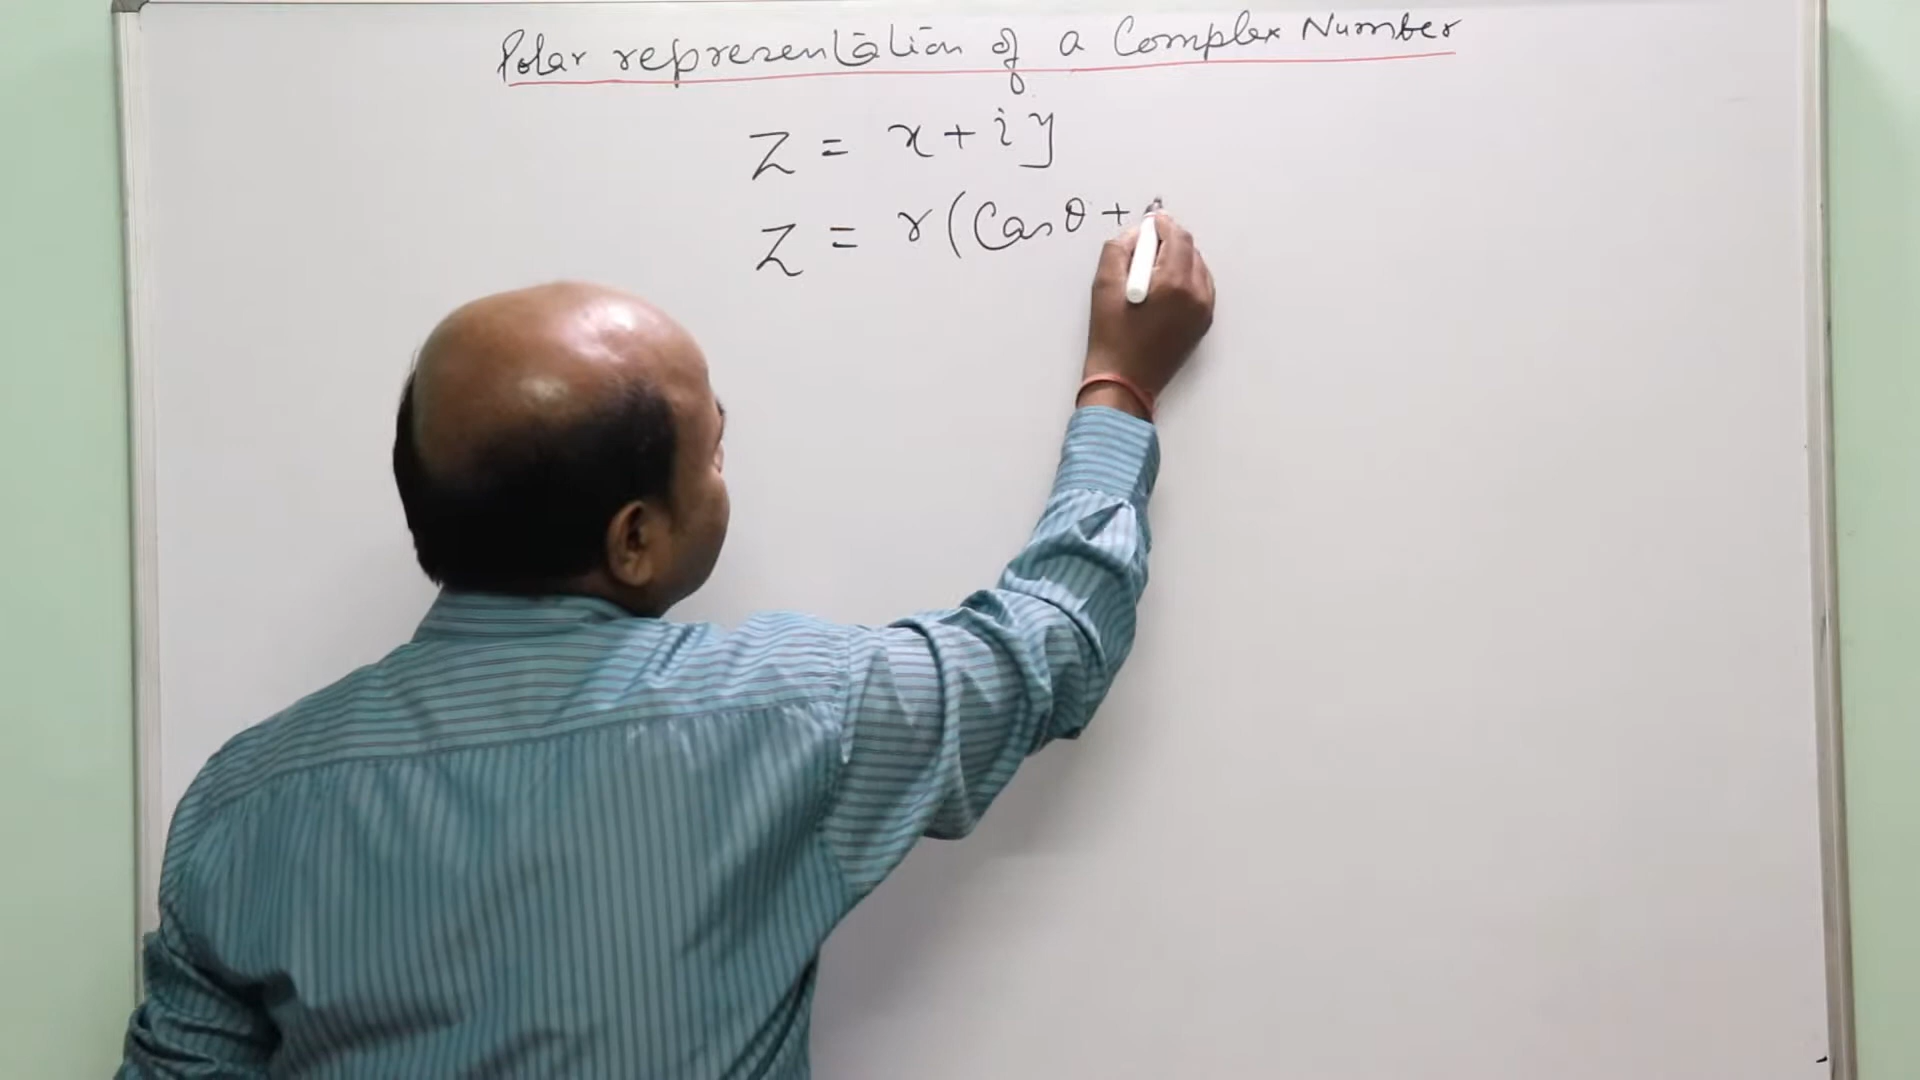 Polar representation of a Complex Number
Z = x + iy
Z = r(Cosθ +